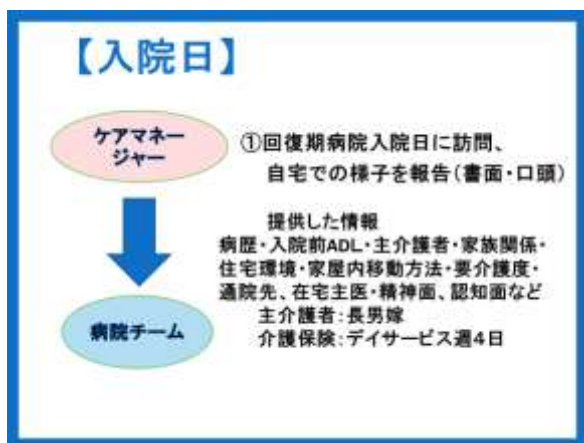 【入院日】
ケアマネー
ジャー
①回復期病院入院日に訪問、
自宅での様子を報告(書面・口頭)
提供した情報
病歴・入院前ADL・主介護者・家族関係・
住宅環境・家屋内移動方法・要介護度・
通院先、在宅主医・精神面、認知面など
主介護者:長男嫁
介護保険:デイサービス週4日
病院チーム